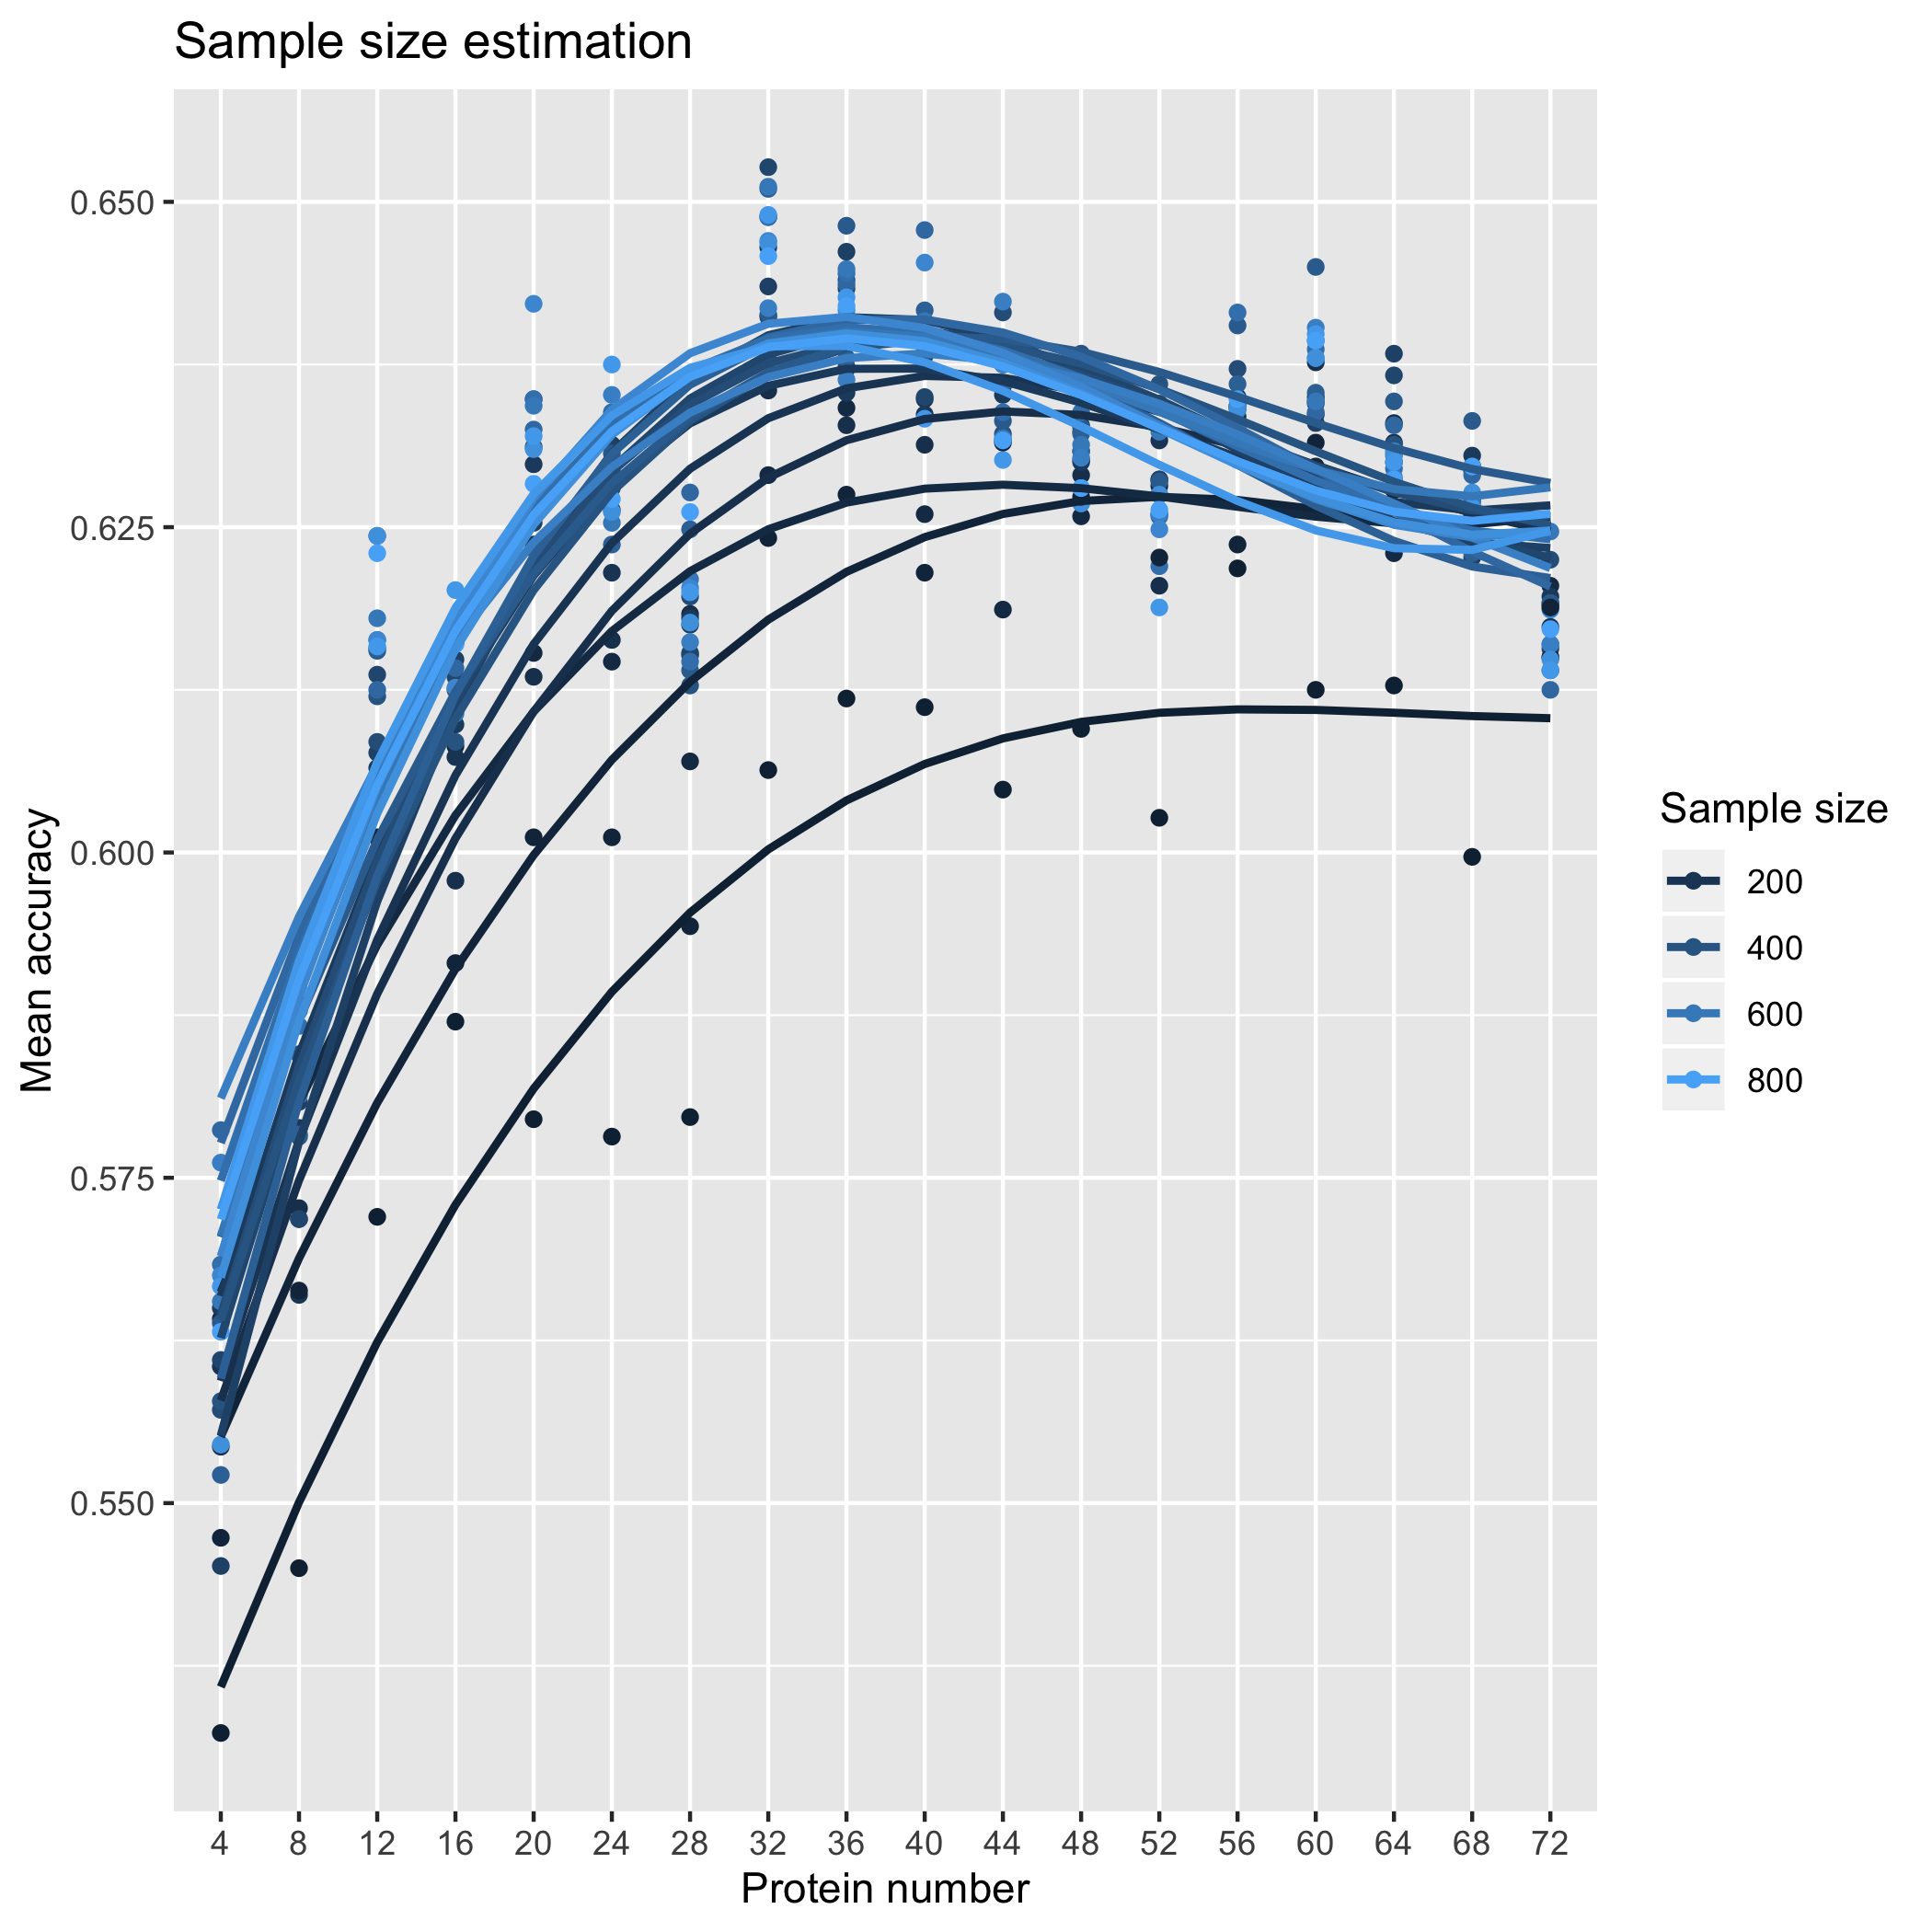 Sample size estimation
0.650
0.625
0.600
0.575
0.550
Mean accuracy
4 8 12 16 20 24 28 32 36 40 44 48 52 56 60 64 68 72
Protein number
Sample size
200
400
600
800